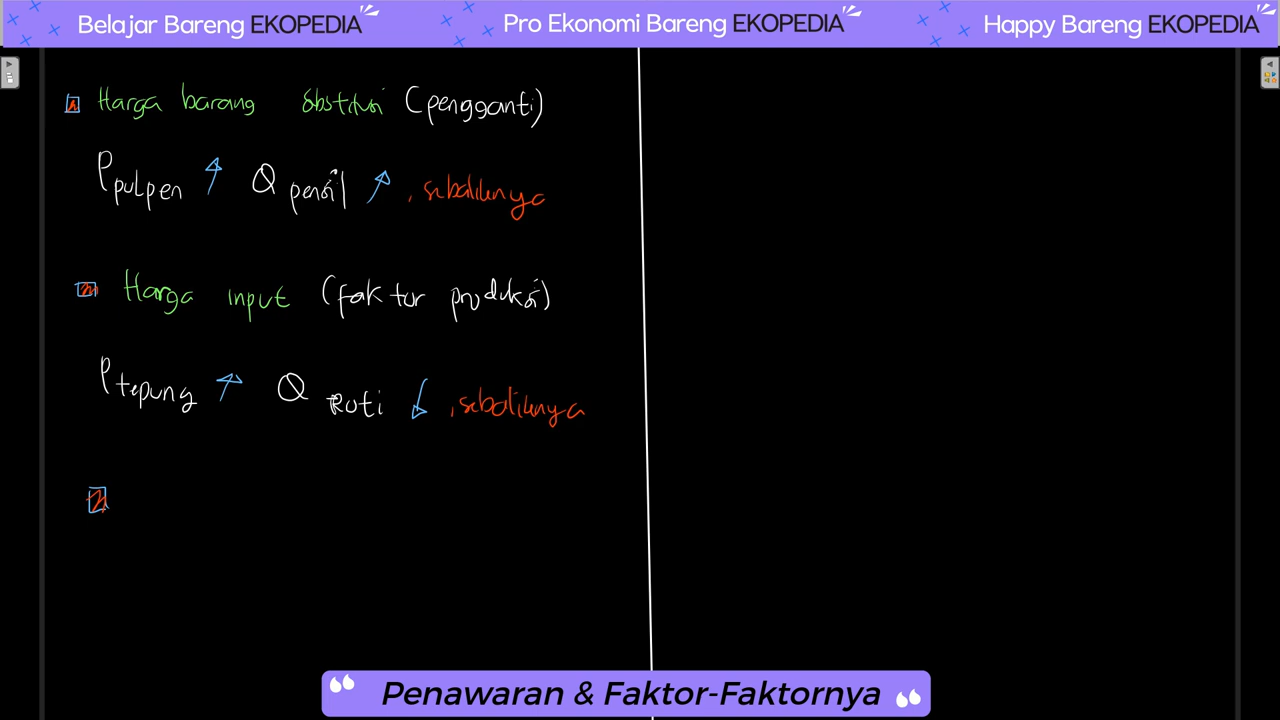 Belajar Bareng EKOPEDIA
Pro Ekonomi Bareng EKOPEDIA
Happy Bareng EKOPEDIA
Harga barang sbstitusi (pengganti)
P pulpen ↑ Q pensil ↑ , sebaliknya
Harga input (faktor produksi)
P tepung ↑ Q Roti ↓ , sebaliknya
Penawaran & Faktor-Faktornya